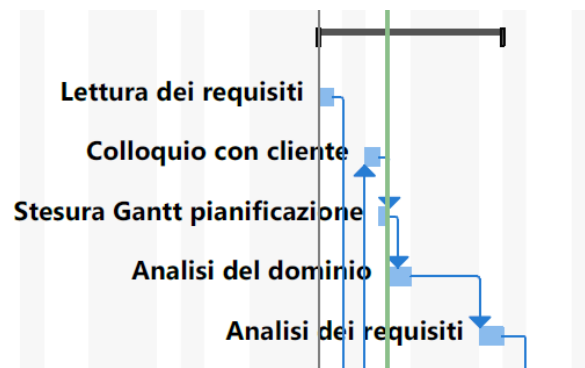 Lettura dei requisiti
Colloquio con cliente
Stesura Gantt pianificazione
Analisi del dominio
Analisi dei requisiti